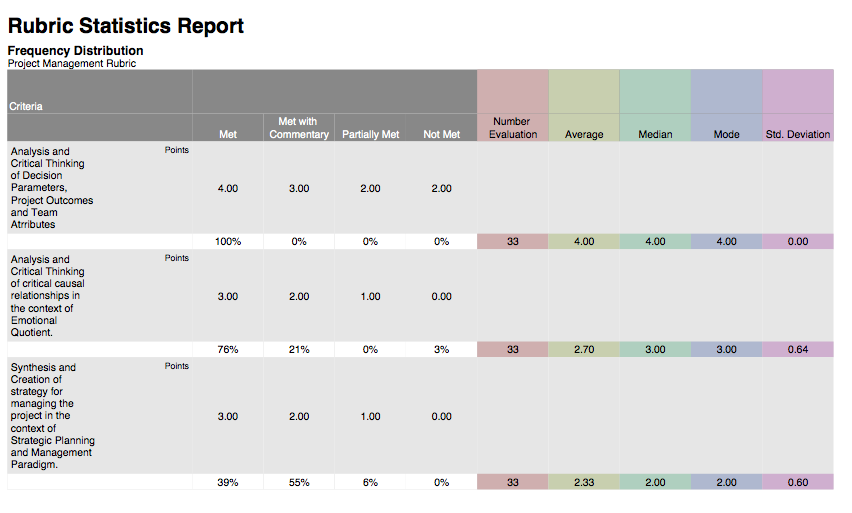 Rubric Statistics Report
Frequency Distribution
Project Management Rubric
Criteria
Met
Met with
Commentary
Partially Met
Not Met
Number
Evaluation
Average
Median
Mode
Std. Deviation
Analysis and
Critical Thinking
of Decision
Parameters,
Project Outcomes
and Team
Atrributes
Points
4.00 3.00 2.00 2.00
100% 0% 0% 0% 33 4.00 4.00 4.00 0.00
Analysis and
Critical Thinking
of critical causal
relationships in
the context of
Emotional
Quotient.
Points
3.00 2.00 1.00 0.00
76% 21% 0% 3% 33 2.70 3.00 3.00 0.64
Synthesis and
Creation of
strategy for
managing the
project in the
context of
Strategic Planning
and Management
Paradigm.
Points
3.00 2.00 1.00 0.00
39% 55% 6% 0% 33 2.33 2.00 2.00 0.60